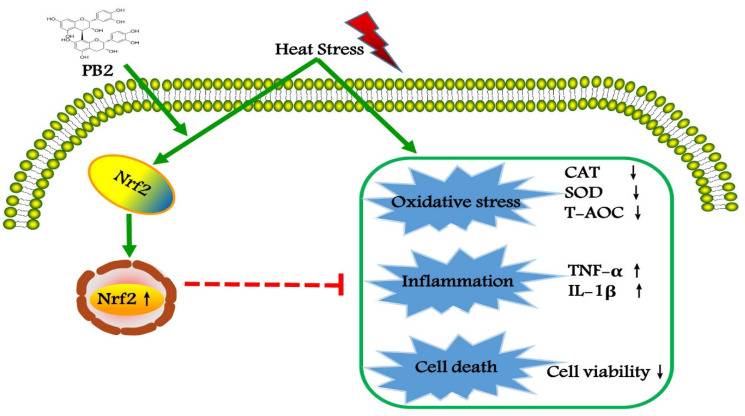 PB2
Heat Stress
Nrf2
Nrf2 ↑
Oxidative stress
CAT ↓
SOD ↓
T-AOC ↓
Inflammation
TNF-α ↑
IL-1β ↑
Cell death
Cell viability ↓